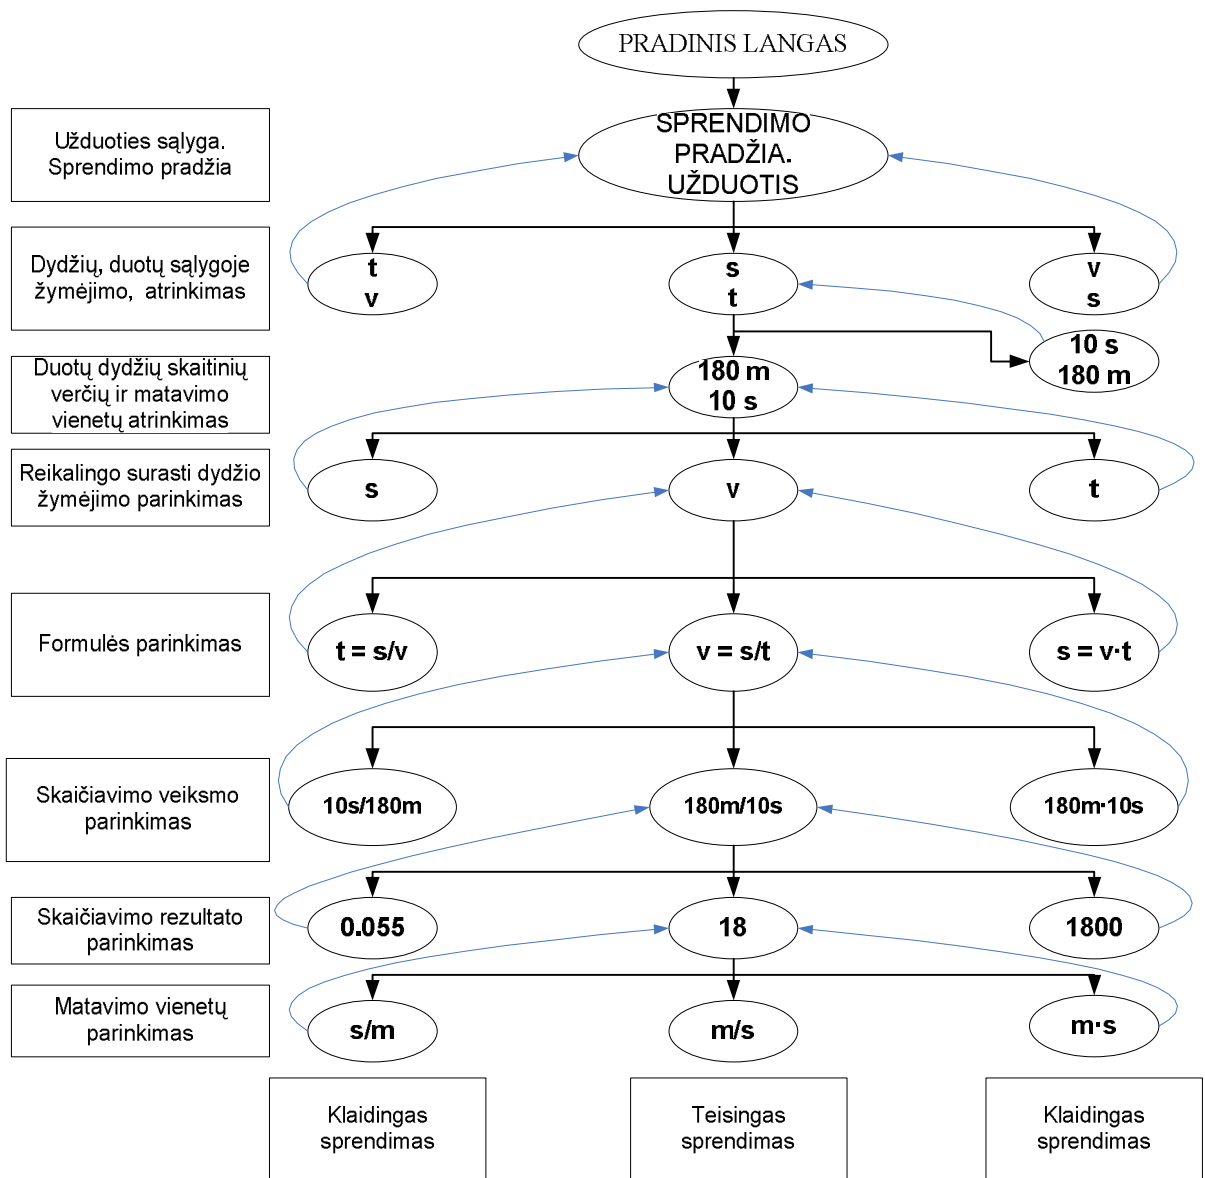 PRADINIS LANGAS
Užduoties sąlyga.
Sprendimo pradžia
SPRENDIMO
PRADŽIA.
UŽDUOTIS
Dydžių, duotų sąlygoje
žymėjimo, atrinkimas
t
v
s
t
v
s
Duotų dydžių skaitinių
verčių ir matavimo
vienetų atrinkimas
180 m
10 s
10 s
180 m
Reikalingo surasti dydžio
žymėjimo parinkimas
s
v
t
Formulės parinkimas
t = s/v
v = s/t
s = v·t
Skaičiavimo veiksmo
parinkimas
10s/180m
180m/10s
180m·10s
Skaičiavimo rezultato
parinkimas
0.055
18
1800
Matavimo vienetų
parinkimas
s/m
m/s
m·s
Klaidingas
sprendimas
Teisingas
sprendimas
Klaidingas
sprendimas